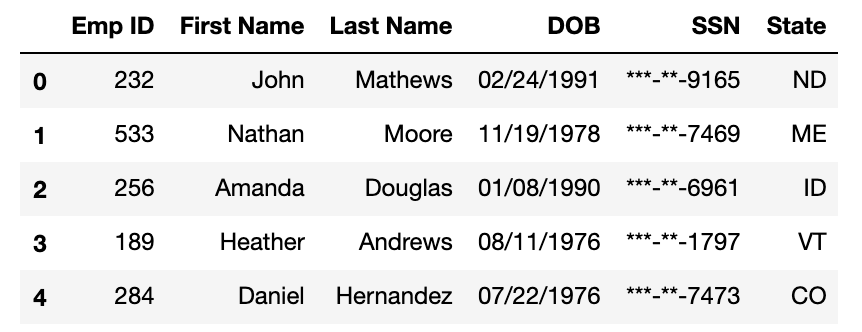 Emp ID First Name Last Name DOB SSN State
0 232 John Mathews 02/24/1991 ***-**-9165 ND
1 533 Nathan Moore 11/19/1978 ***-**-7469 ME
2 256 Amanda Douglas 01/08/1990 ***-**-6961 ID
3 189 Heather Andrews 08/11/1976 ***-**-1797 VT
4 284 Daniel Hernandez 07/22/1976 ***-**-7473 CO